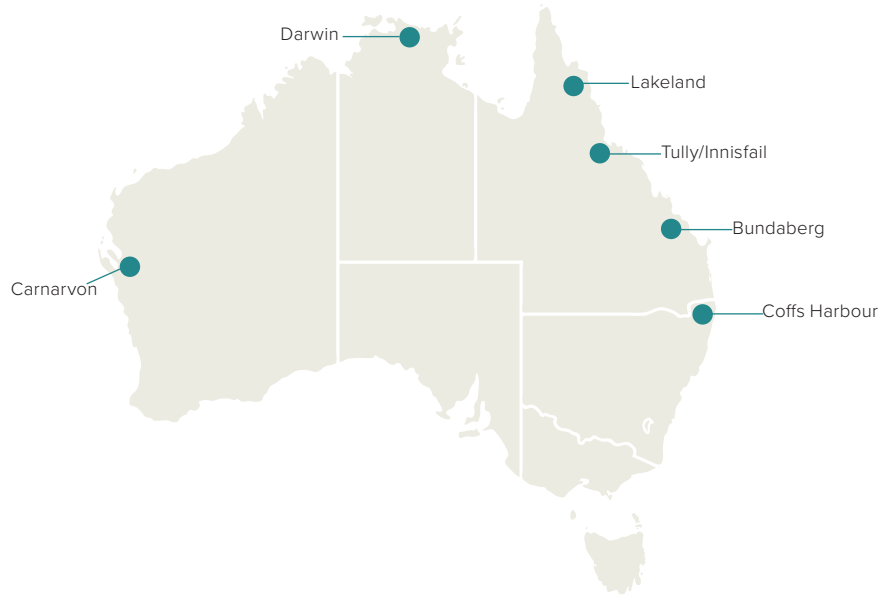 Darwin
Lakeland
Tully/Innisfail
Bundaberg
Carnarvon
Coffs Harbour